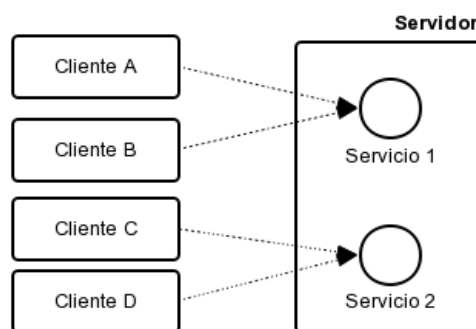 Servidor
Cliente A
Cliente B
Servicio 1
Cliente C
Cliente D
Servicio 2